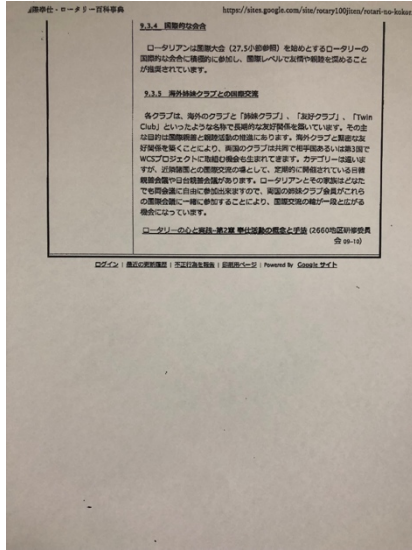 際奉仕 - ロータリー百科事典
https://sites.google.com/site/rotary100jiten/rotari-no-kokus
9.3.4 国際的な会合
ロータリアンは国際大会(27.5小節参照)を始めとするロータリーの
国際的な会合に積極的に参加し、国際レベルで友情や親睦を深めること
が推奨されています。
9.3.5 海外姉妹クラブとの国際交流
各クラブは、海外のクラブと「姉妹クラブ」、「友好クラブ」、「Twin
Club」といったような名称で長期的な友好関係を築いています。その主
な目的は国際親善と親睦活動の推進にあります。海外クラブと緊密な友
好関係を築くことにより、両国のクラブは共同で相手国あるいは第3国で
WCSプロジェクトに取組む機会も生まれてきます。カテゴリーは違いま
すが、近隣諸国との国際交流の場として、定期的に開催されている日韓
親善会議や日台親善会議があります。ロータリアンとその家族はどなた
でも同会議に自由に参加出来ますので、両国の姉妹クラブ会員がこれら
の国際会議に一緒に参加することにより、国際交流の輪が一段と広がる
機会になっています。
ロータリーの心と実践-第2章 奉仕活動の概念と手法 (2660地区研修委員
会 09-10)
ログイン | 最近の更新履歴 | 不正行為を報告 | 印刷用ページ | Powered By Google サイト